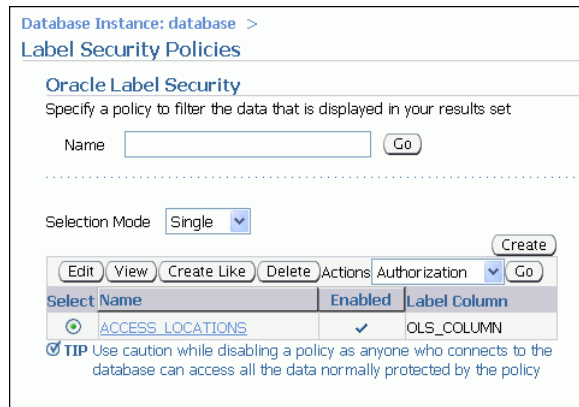 Database Instance: database >
Label Security Policies
Oracle Label Security
Specify a policy to filter the data that is displayed in your results set
Name Go
Selection Mode Single
Create
Edit View Create Like Delete Actions Authorization Go
Select Name Enabled Label Column
ACCESS_LOCATIONS OLS_COLUMN
TIP Use caution while disabling a policy as anyone who connects to the
database can access all the data normally protected by the policy